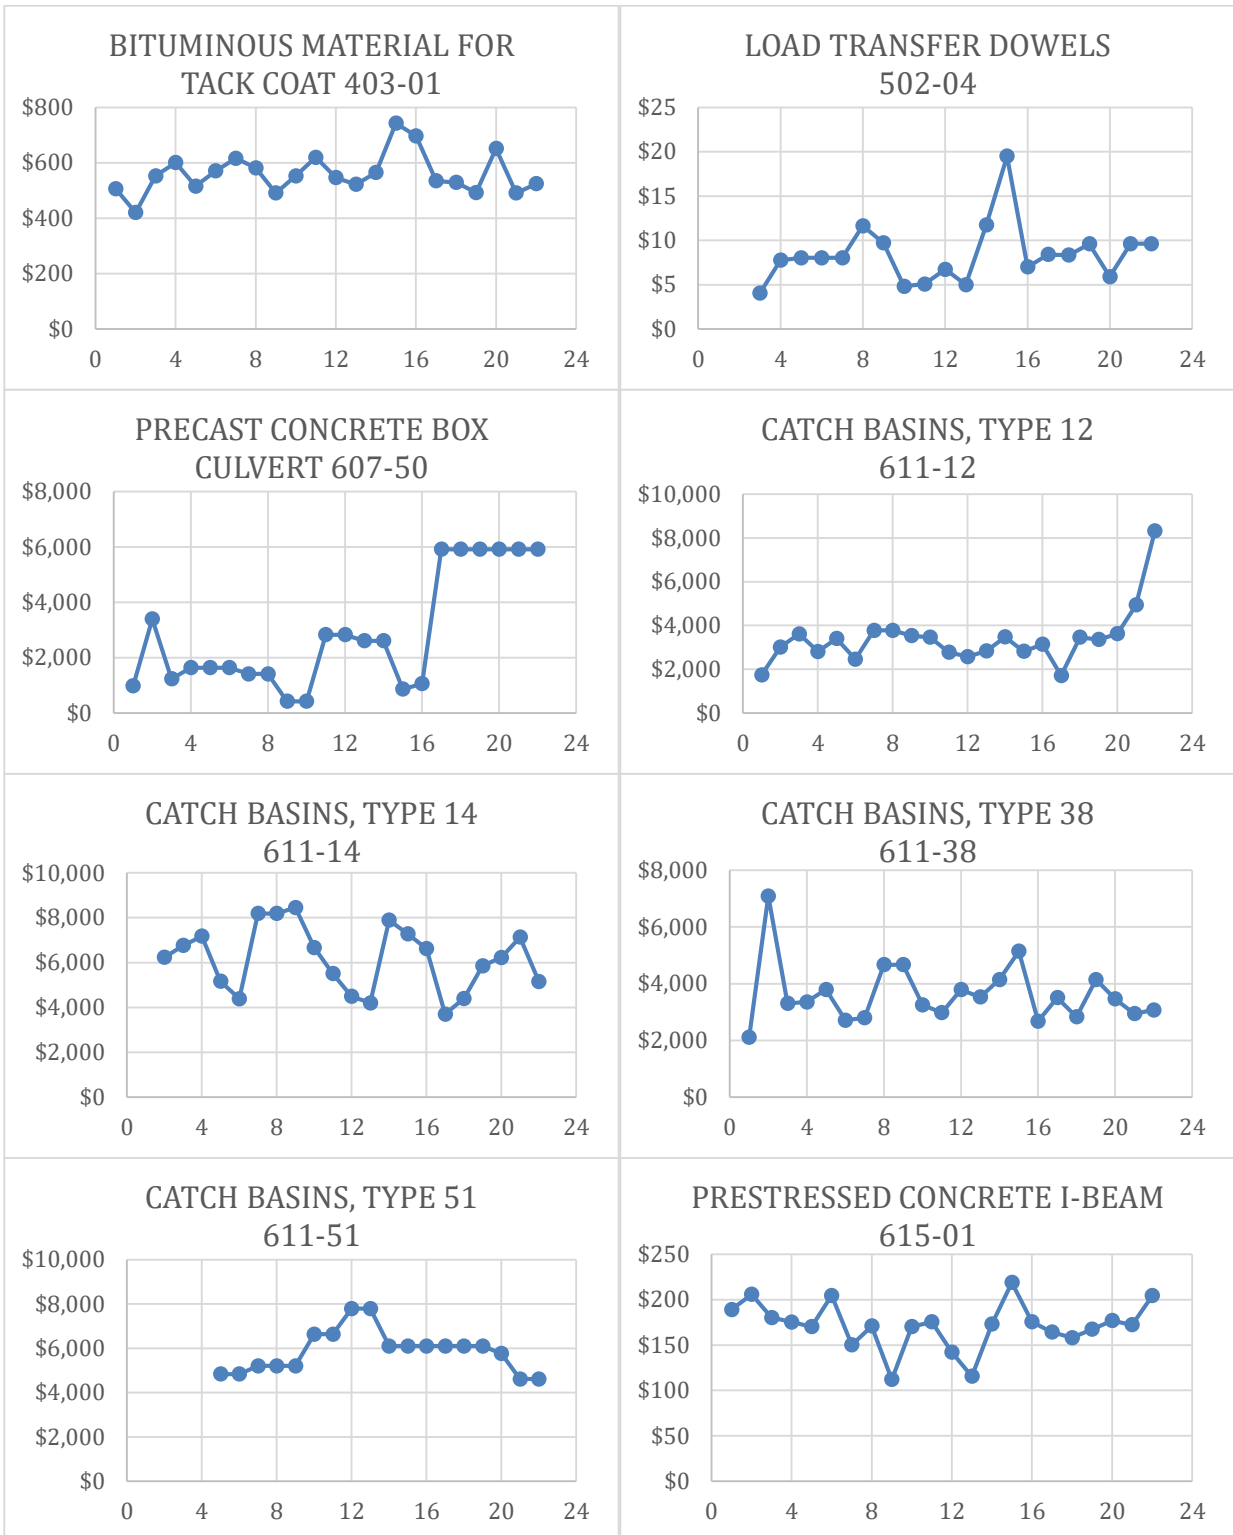 BITUMINOUS MATERIAL FOR
TACK COAT 403-01
$800
$600
$400
$200
$0
0 4 8 12 16 20 24
LOAD TRANSFER DOWELS
502-04
$25
$20
$15
$10
$5
$0
0 4 8 12 16 20 24
PRECAST CONCRETE BOX
CULVERT 607-50
$8,000
$6,000
$4,000
$2,000
$0
0 4 8 12 16 20 24
CATCH BASINS, TYPE 12
611-12
$10,000
$8,000
$6,000
$4,000
$2,000
$0
0 4 8 12 16 20 24
CATCH BASINS, TYPE 14
611-14
$10,000
$8,000
$6,000
$4,000
$2,000
$0
0 4 8 12 16 20 24
CATCH BASINS, TYPE 38
611-38
$8,000
$6,000
$4,000
$2,000
$0
0 4 8 12 16 20 24
CATCH BASINS, TYPE 51
611-51
$10,000
$8,000
$6,000
$4,000
$2,000
$0
0 4 8 12 16 20 24
PRESTRESSED CONCRETE I-BEAM
615-01
$250
$200
$150
$100
$50
$0
0 4 8 12 16 20 24